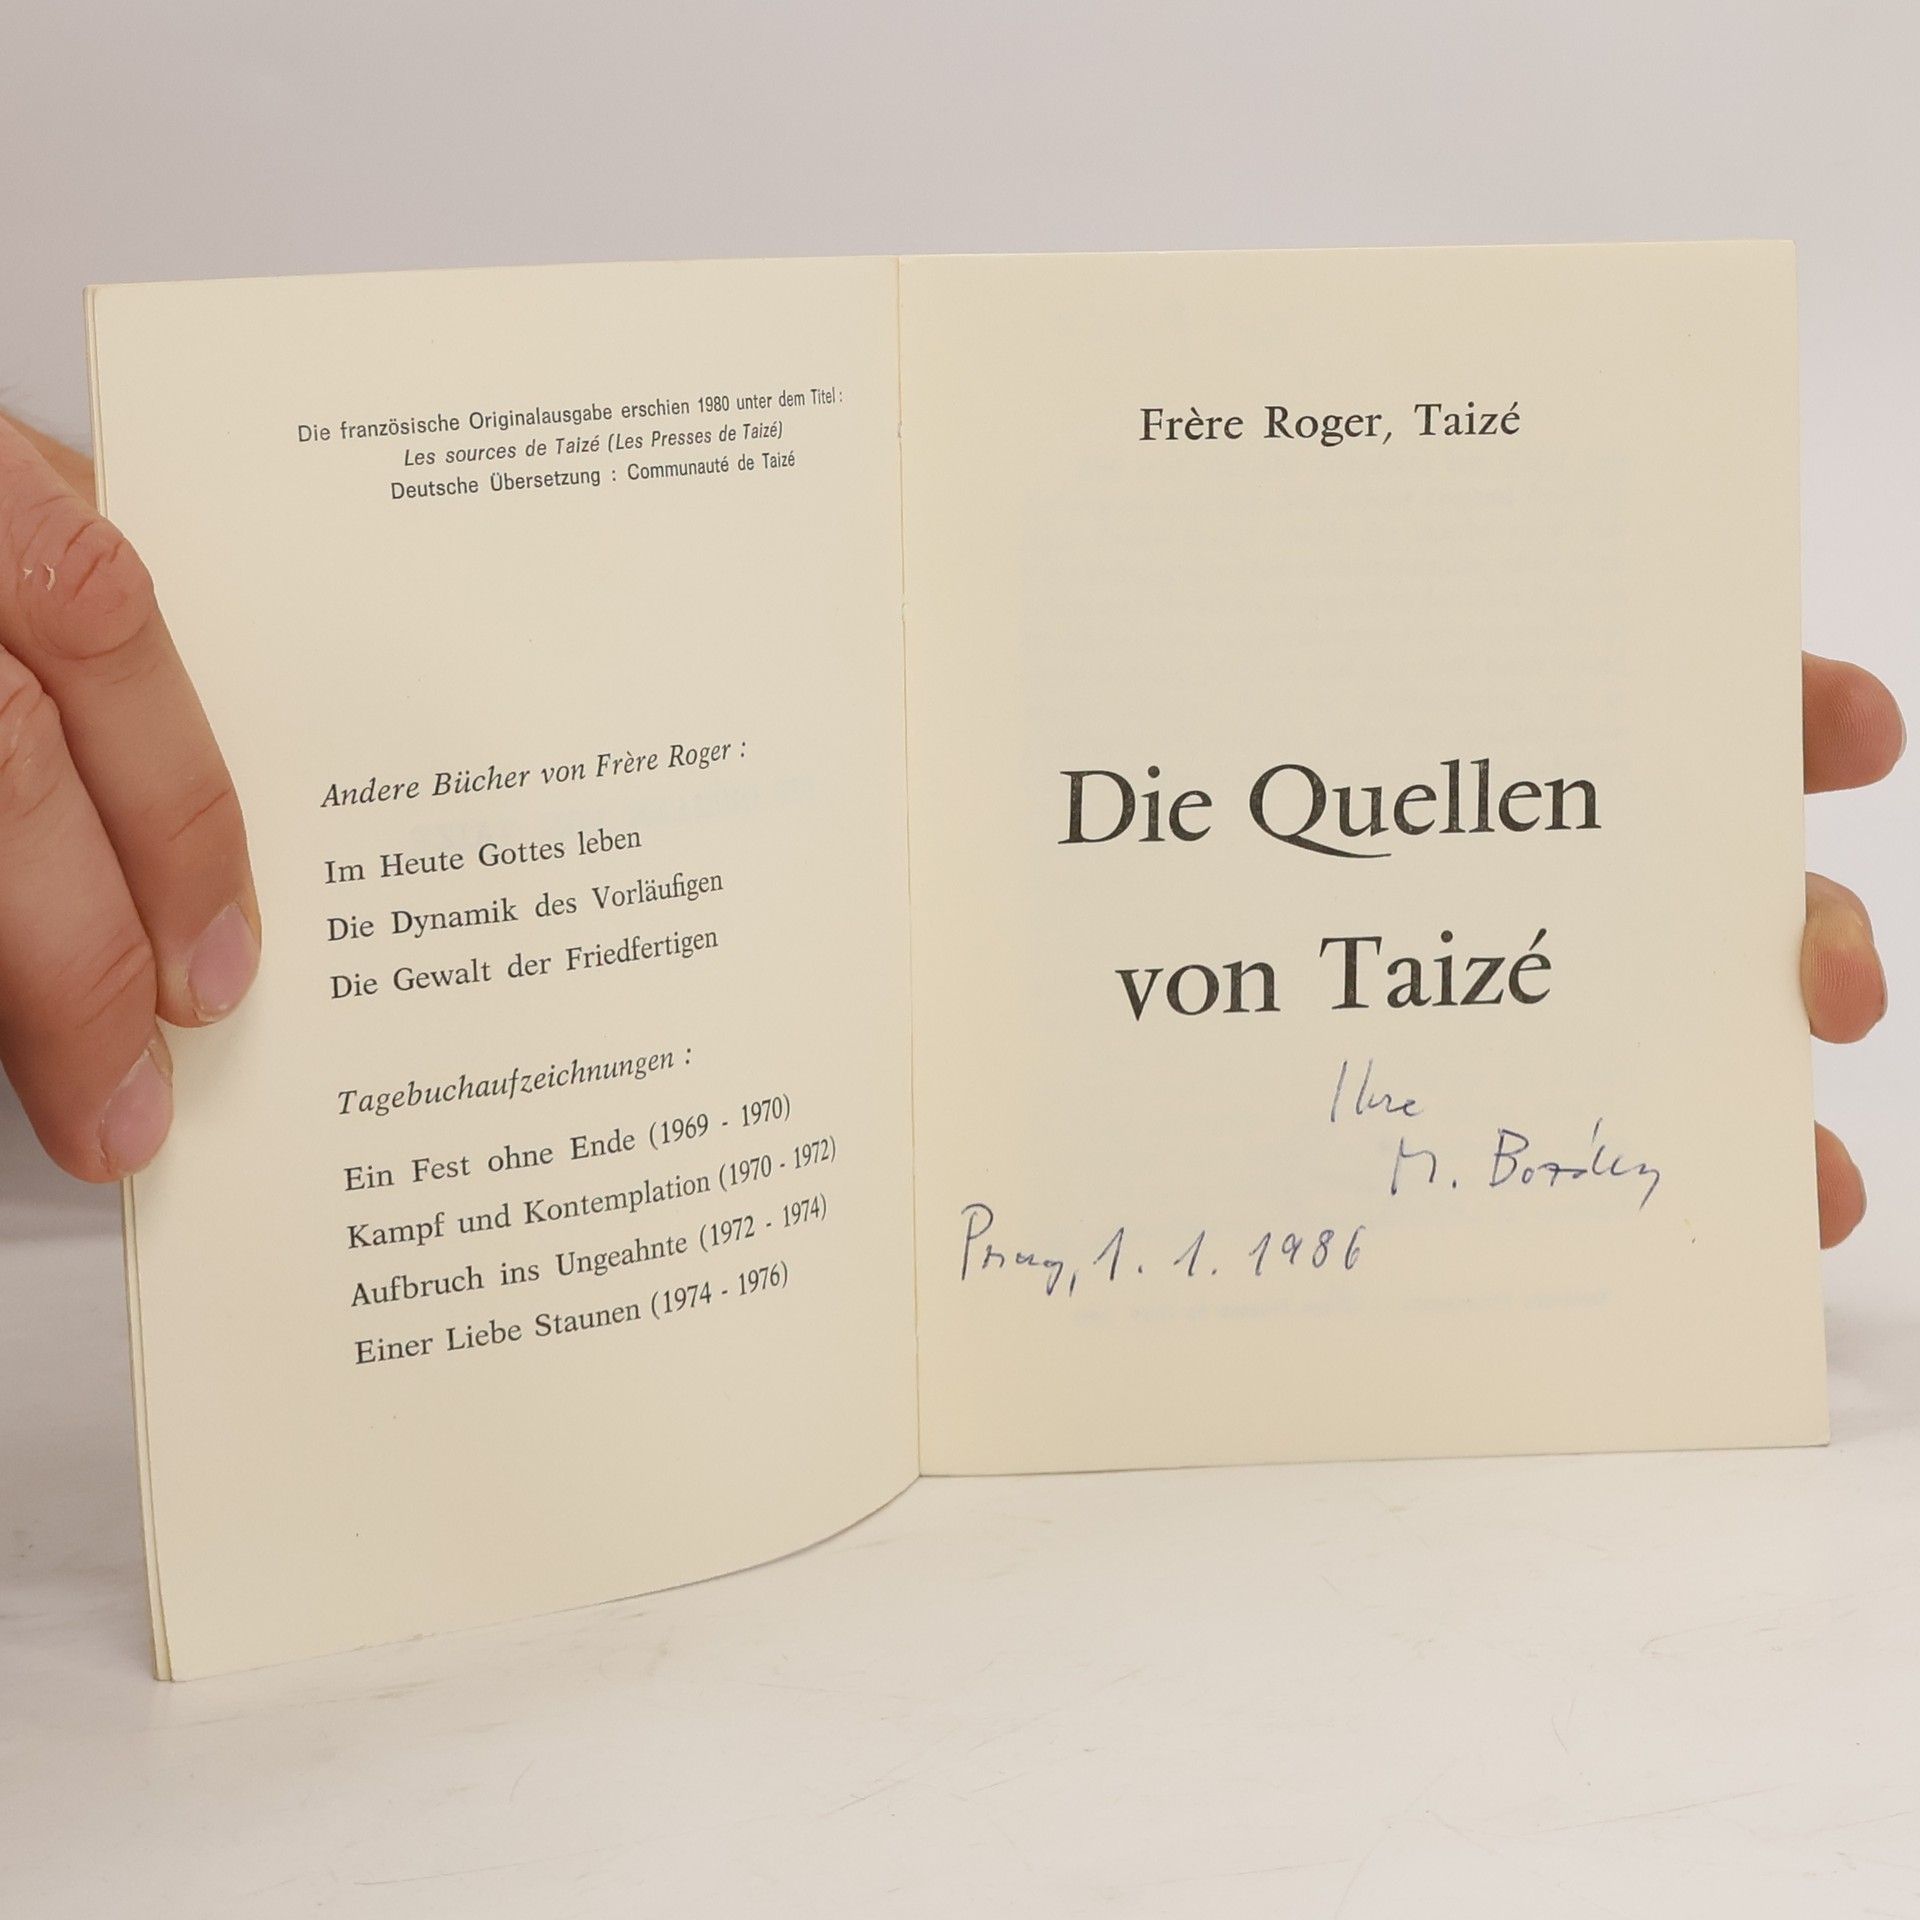 Die französische Originalausgabe erschien 1980 unter dem Titel :
Les sources de Taizé (Les Presses de Taizé)
Deutsche Übersetzung : Communauté de Taizé
Andere Bücher von Frère Roger :
Im Heute Gottes leben
Die Dynamik des Vorläufigen
Die Gewalt der Friedfertigen
Tagebuchaufzeichnungen :
Ein Fest ohne Ende (1969 - 1970)
Kampf und Kontemplation (1970 - 1972)
Aufbruch ins Ungeahnte (1972 - 1974)
Einer Liebe Staunen (1974 - 1976)
Frère Roger, Taizé
Die Quellen
von Taizé
Ihre
M.
Prag, 1. 1. 1986